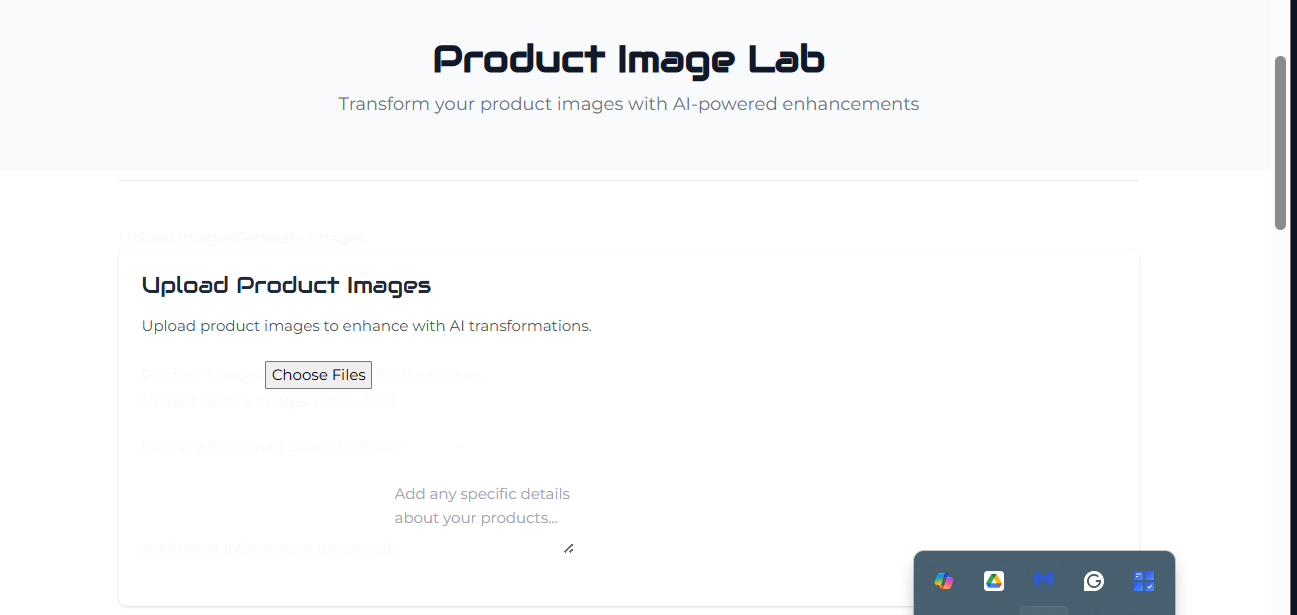 Product Image Lab
Transform your product images with AI-powered enhancements
Upload Images Generate Images
Upload Product Images
Upload product images to enhance with AI transformations.
Product Images Choose Files No file chosen
Upload up to 5 images (PNG, JPG)
Industry (Optional) Select Industry
Add any specific details
about your products...
Additional Information (Optional)